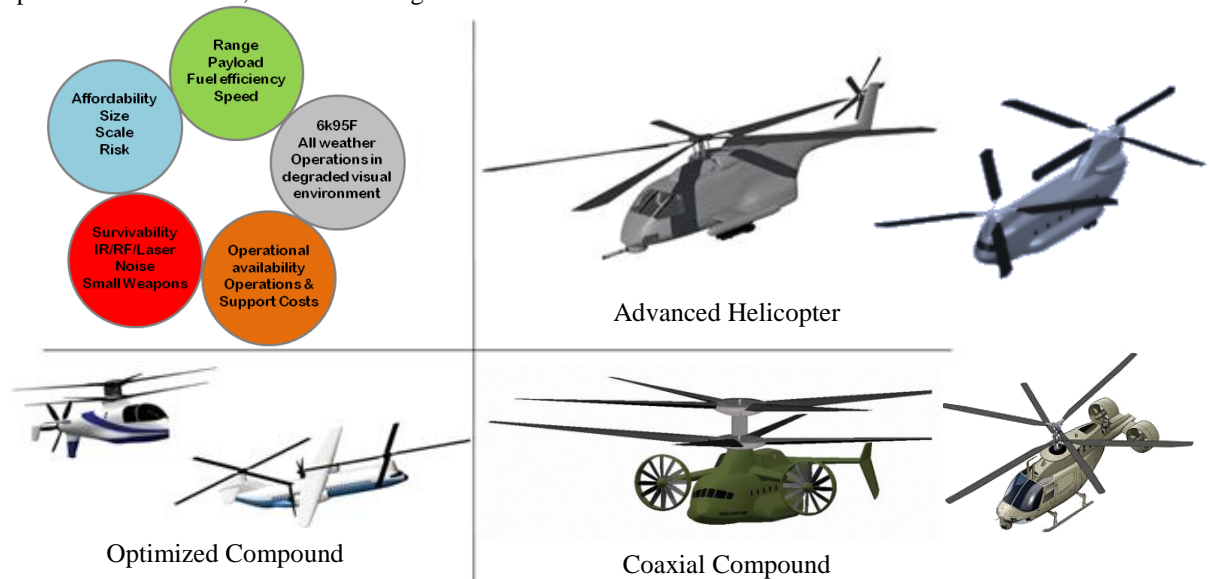 Range
Payload
Fuel efficiency
Speed
Affordability
Size
Scale
Risk
6k95F
All weather
Operations in
degraded visual
environment
Survivability
IR/RF/Laser
Noise
Small Weapons
Operational
availability
Operations &
Support Costs
Advanced Helicopter
Optimized Compound
Coaxial Compound